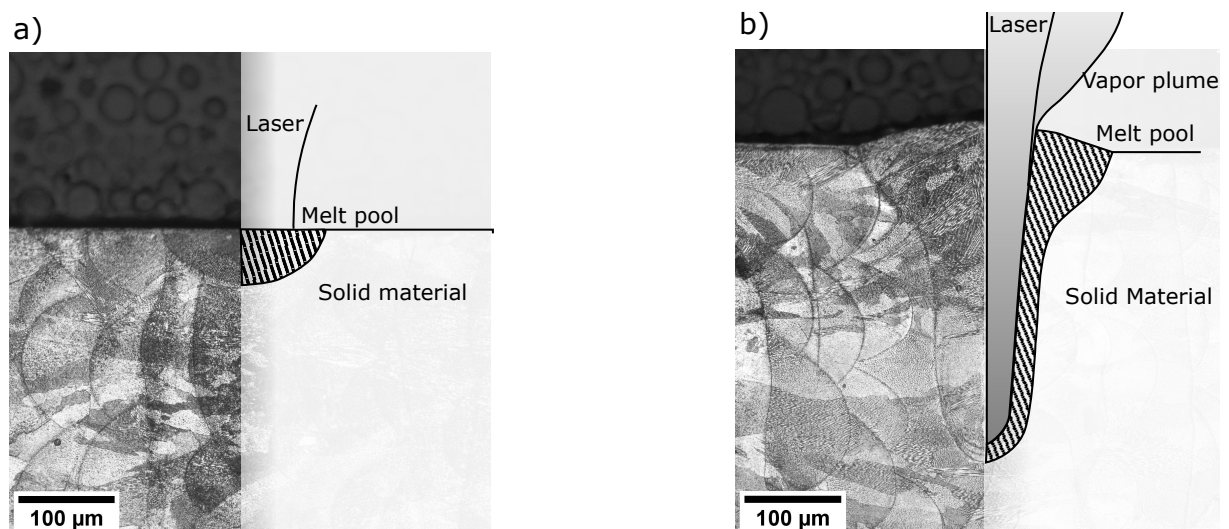 a)
Laser
Melt pool
Solid material
100 µm
b)
Laser
Vapor plume
Melt pool
Solid Material
100 µm